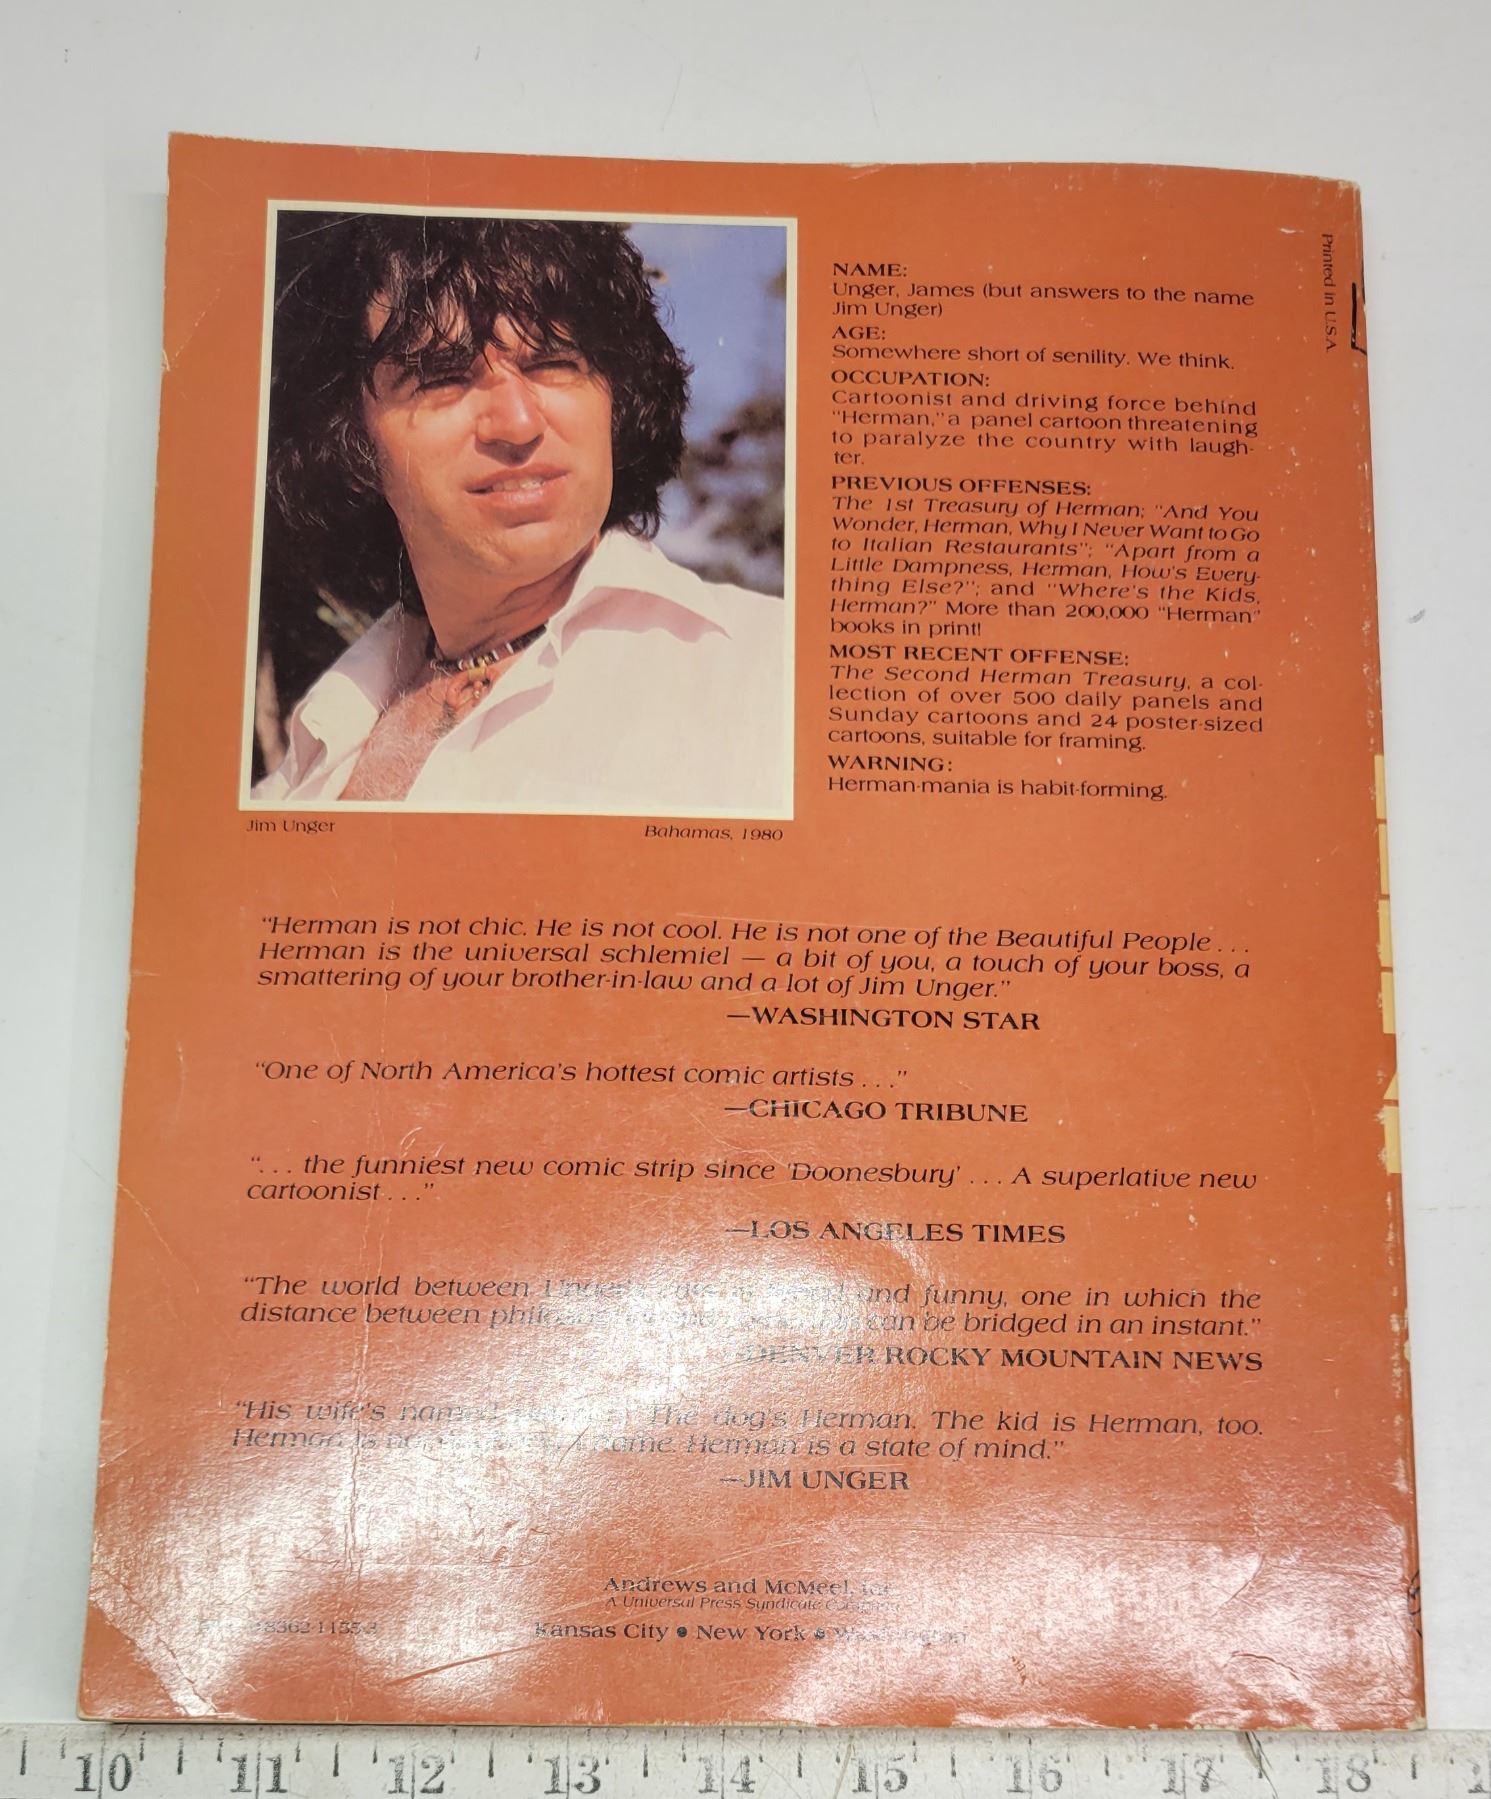 Printed in U.S.A.
NAME:
Unger, James (but answers to the name
Jim Unger)
AGE:
Somewhere short of senility. We think.
OCCUPATION:
Cartoonist and driving force behind
"Herman," a panel cartoon threatening
to paralyze the country with laugh-
ter.
PREVIOUS OFFENSES:
The 1st Treasury of Herman; "And You
Wonder, Herman, Why I Never Want to Go
to Italian Restaurants"; "Apart from a
Little Dampness, Herman, How's Every-
thing Else?"; and "Where's the Kids,
Herman?" More than 200,000 "Herman"
books in print!
MOST RECENT OFFENSE:
The Second Herman Treasury, a col-
lection of over 500 daily panels and
Sunday cartoons and 24 poster-sized
cartoons, suitable for framing.
WARNING:
Herman-mania is habit-forming.
Jim Unger
Bahamas, 1980
"Herman is not chic. He is not cool. He is not one of the Beautiful People . . .
Herman is the universal schlemiel — a bit of you, a touch of your boss, a
smattering of your brother-in-law and a lot of Jim Unger."
—WASHINGTON STAR
"One of North America's hottest comic artists . . ."
—CHICAGO TRIBUNE
". . . the funniest new comic strip since 'Doonesbury' . . . A superlative new
cartoonist . . ."
—LOS ANGELES TIMES
"The world between Unger's and funny, one in which the
distance between can be bridged in an instant."
—DENVER ROCKY MOUNTAIN NEWS
"His wife's named The dog's Herman. The kid is Herman, too.
Herman is name. Herman is a state of mind."
—JIM UNGER
Andrews and McMeel, Inc.
A Universal Press Syndicate Company
Kansas City ● New York ● Washington
10 11 12 13 14 15 16 17 18